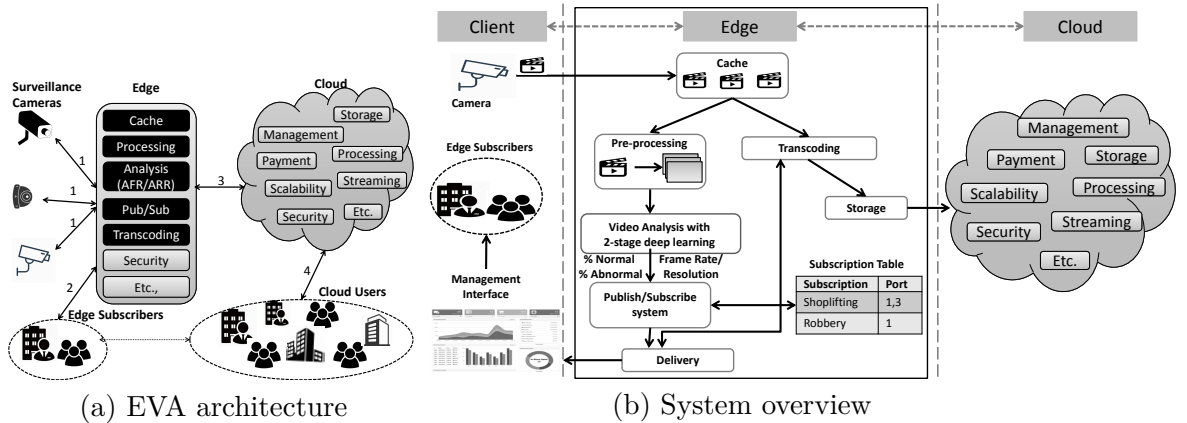 Surveillance
Cameras
Edge
Cloud
Cache
Processing
Analysis
(AFR/ARR)
Pub/Sub
Transcoding
Security
Etc.,
1
1
1
2
3
4
Storage
Management
Payment
Processing
Scalability
Streaming
Security
Etc.
Edge Subscribers
Cloud Users
(a) EVA architecture
Client
Edge
Cloud
Camera
Cache
Edge Subscribers
Pre-processing
Transcoding
Storage
Video Analysis with
2-stage deep learning
% Normal
% Abnormal
Frame Rate/
Resolution
Management
Interface
Publish/Subscribe
system
Delivery
Subscription Table
Subscription Port
Shoplifting 1,3
Robbery 1
Management
Payment
Storage
Scalability
Processing
Security
Streaming
Etc.
(b) System overview